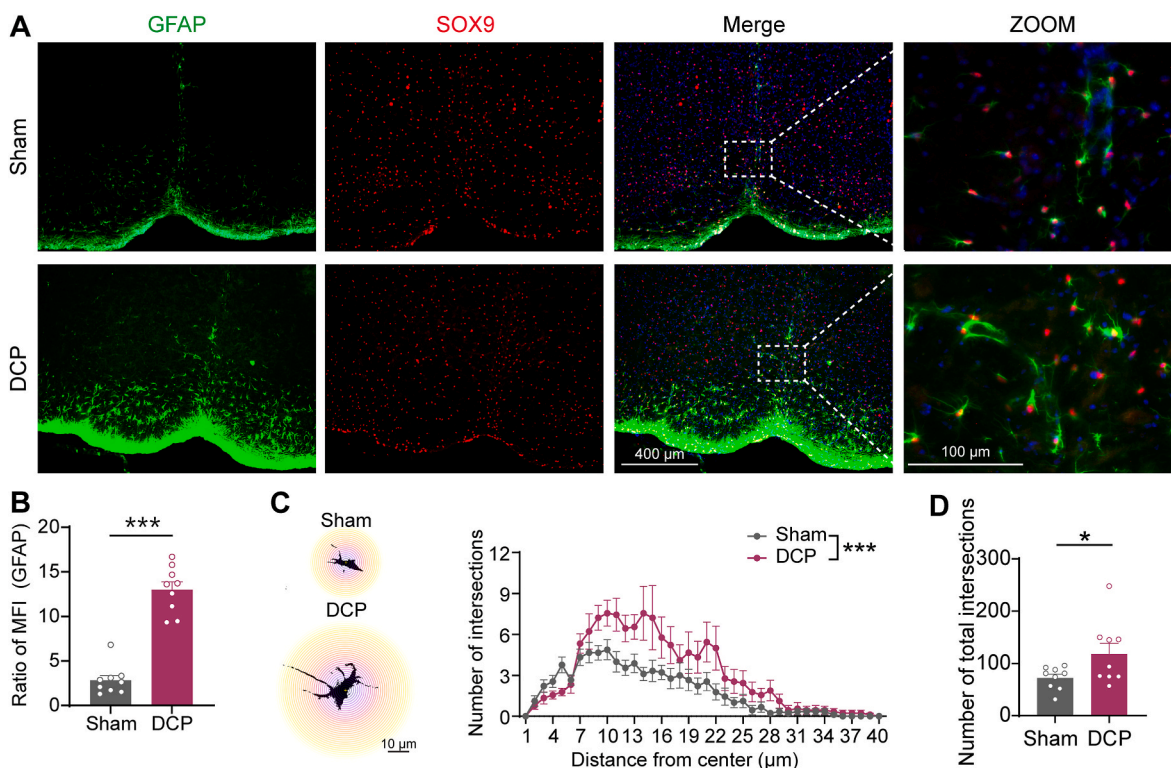 A
GFAP
SOX9
Merge
ZOOM
Sham
DCP
400 µm
100 µm
B
***
Ratio of MFI (GFAP)
20
15
10
5
0
Sham
DCP
C
Sham
DCP
10 µm
Sham
DCP
***
Number of intersections
12
9
6
3
0
1 4 7 10 13 16 19 22 25 28 31 34 37 40
Distance from center (µm)
D
*
Number of total intersections
300
200
100
0
Sham
DCP